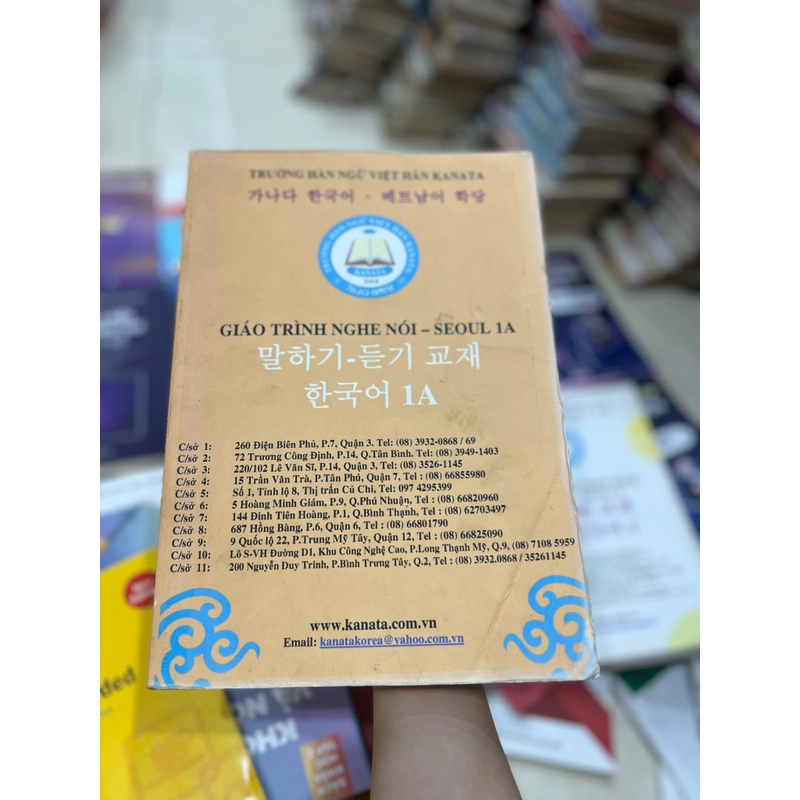 TRƯỜNG HÀN NGỮ VIỆT HÀN KANATA
가나다 한국어 - 베트남어 학당
TRƯỜNG HÀN NGỮ VIỆT HÀN KANATA
KANATA
GIÁO TRÌNH NGHE NÓI – SEOUL 1A
말하기-듣기 교재
한국어 1A
C/sở 1: 260 Điện Biên Phủ, P.7, Quận 3. Tel: (08) 3932-0868 / 69
C/sở 2: 72 Trương Công Định, P.14, Q.Tân Bình. Tel: (08) 3949-1403
C/sở 3: 220/102 Lê Văn Sĩ, P.14, Quận 3, Tel: (08) 3526-1145
C/sở 4: 15 Trần Văn Trà, P.Tân Phú, Quận 7, Tel : (08) 66855980
C/sở 5: Số 1, Tỉnh lộ 8, Thị trấn Củ Chi, Tel: 097 4295399
C/sở 6: 5 Hoàng Minh Giám, P.9, Q.Phú Nhuận, Tel : (08) 66820960
C/sở 7: 144 Đinh Tiên Hoàng, P.1, Q.Bình Thạnh, Tel : (08) 62703497
C/sở 8: 687 Hồng Bàng, P.6, Quận 6, Tel : (08) 66801790
C/sở 9: 9 Quốc lộ 22, P.Trung Mỹ Tây, Quận 12, Tel : (08) 66825090
C/sở 10: Lô S-VH Đường D1, Khu Công Nghệ Cao, P.Long Thạnh Mỹ, Q.9, (08) 7108 5959
C/sở 11: 200 Nguyễn Duy Trinh, P.Bình Trưng Tây, Q.2, Tel : (08) 3932.0868 / 35261145
www.kanata.com.vn
Email: kanatakorea@yahoo.com.vn